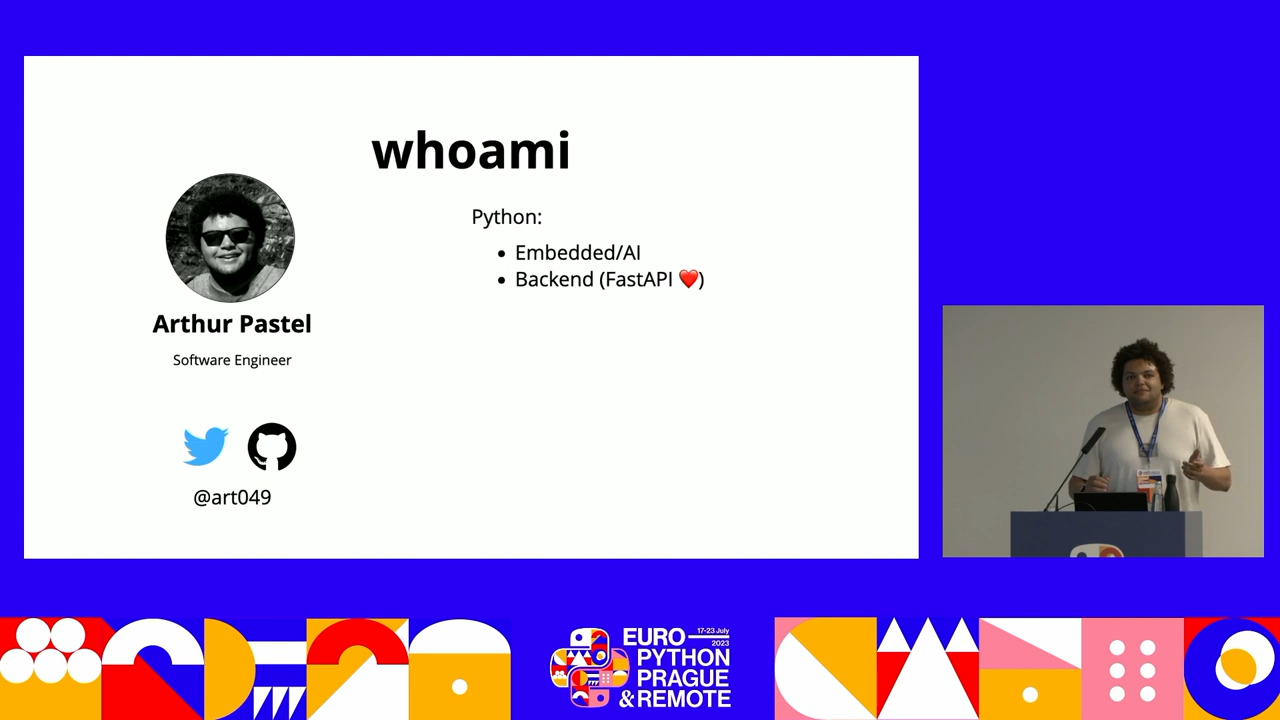 whoami
Python:
Embedded/AI
Backend (FastAPI ❤️)
Arthur Pastel
Software Engineer
@art049
EURO 17-23 July
2023
PYTHON
PRAGUE
&REMOTE